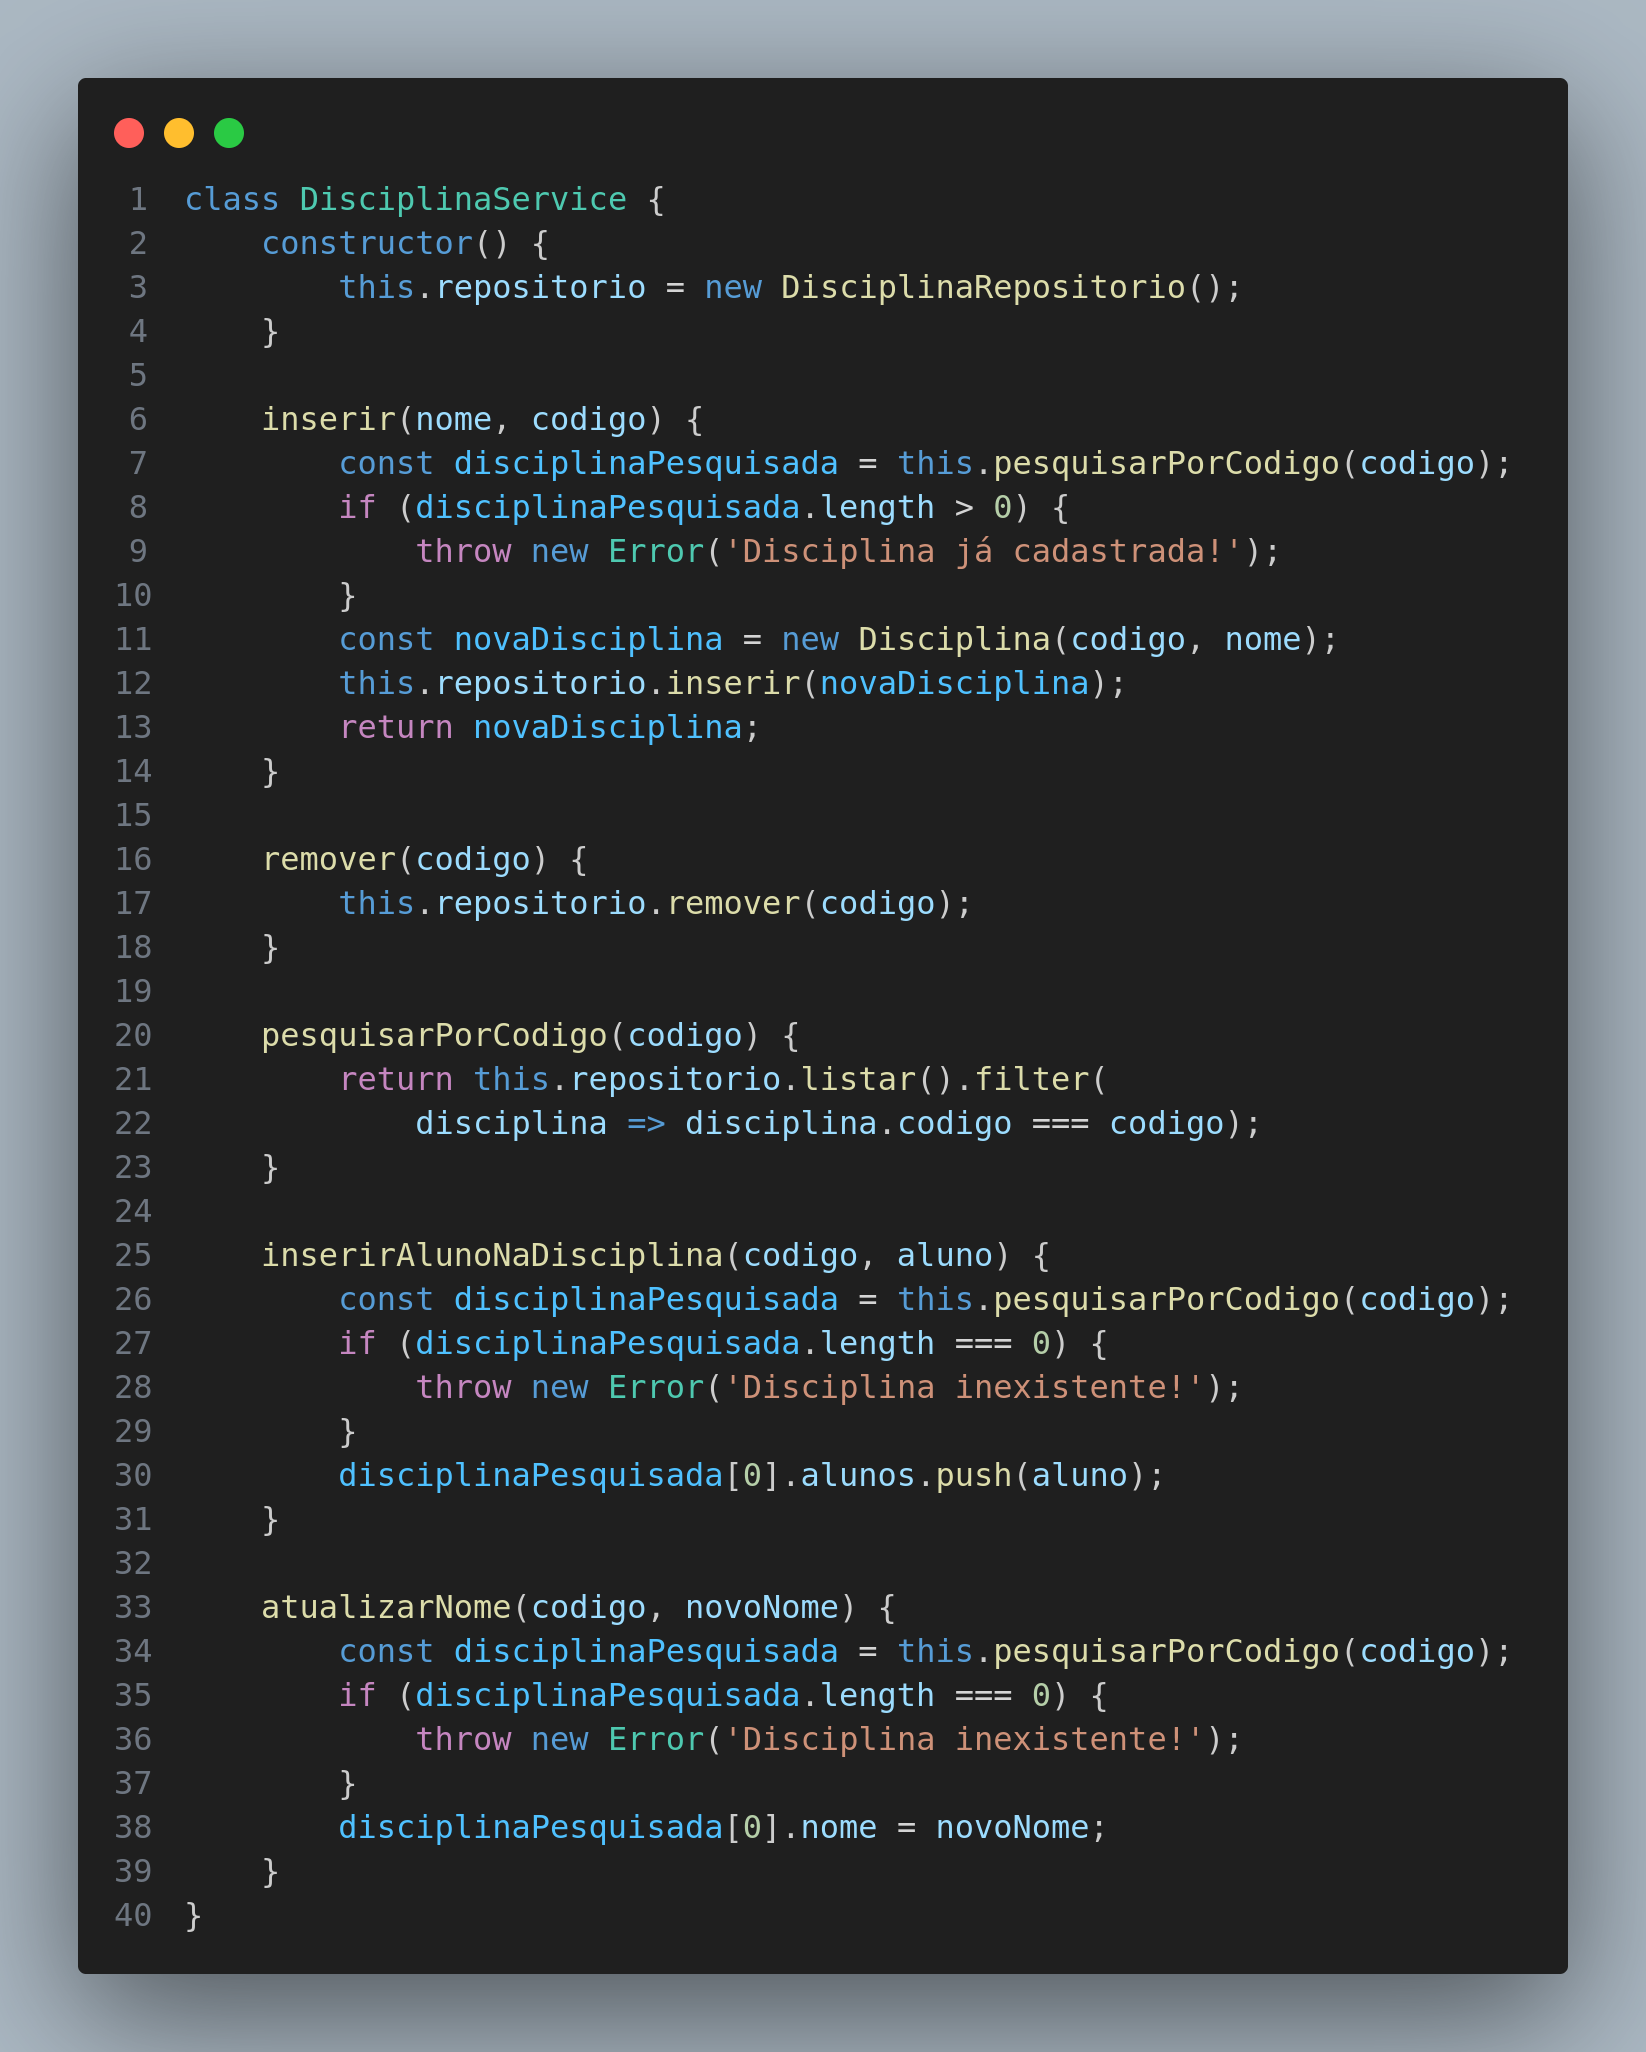 1 class DisciplinaService {
2     constructor() {
3         this.repositorio = new DisciplinaRepositorio();
4     }
5
6     inserir(nome, codigo) {
7         const disciplinaPesquisada = this.pesquisarPorCodigo(codigo);
8         if (disciplinaPesquisada.length > 0) {
9             throw new Error('Disciplina já cadastrada!');
10         }
11         const novaDisciplina = new Disciplina(codigo, nome);
12         this.repositorio.inserir(novaDisciplina);
13         return novaDisciplina;
14     }
15
16     remover(codigo) {
17         this.repositorio.remover(codigo);
18     }
19
20     pesquisarPorCodigo(codigo) {
21         return this.repositorio.listar().filter(
22             disciplina => disciplina.codigo === codigo);
23     }
24
25     inserirAlunoNaDisciplina(codigo, aluno) {
26         const disciplinaPesquisada = this.pesquisarPorCodigo(codigo);
27         if (disciplinaPesquisada.length === 0) {
28             throw new Error('Disciplina inexistente!');
29         }
30         disciplinaPesquisada[0].alunos.push(aluno);
31     }
32
33     atualizarNome(codigo, novoNome) {
34         const disciplinaPesquisada = this.pesquisarPorCodigo(codigo);
35         if (disciplinaPesquisada.length === 0) {
36             throw new Error('Disciplina inexistente!');
37         }
38         disciplinaPesquisada[0].nome = novoNome;
39     }
40 }